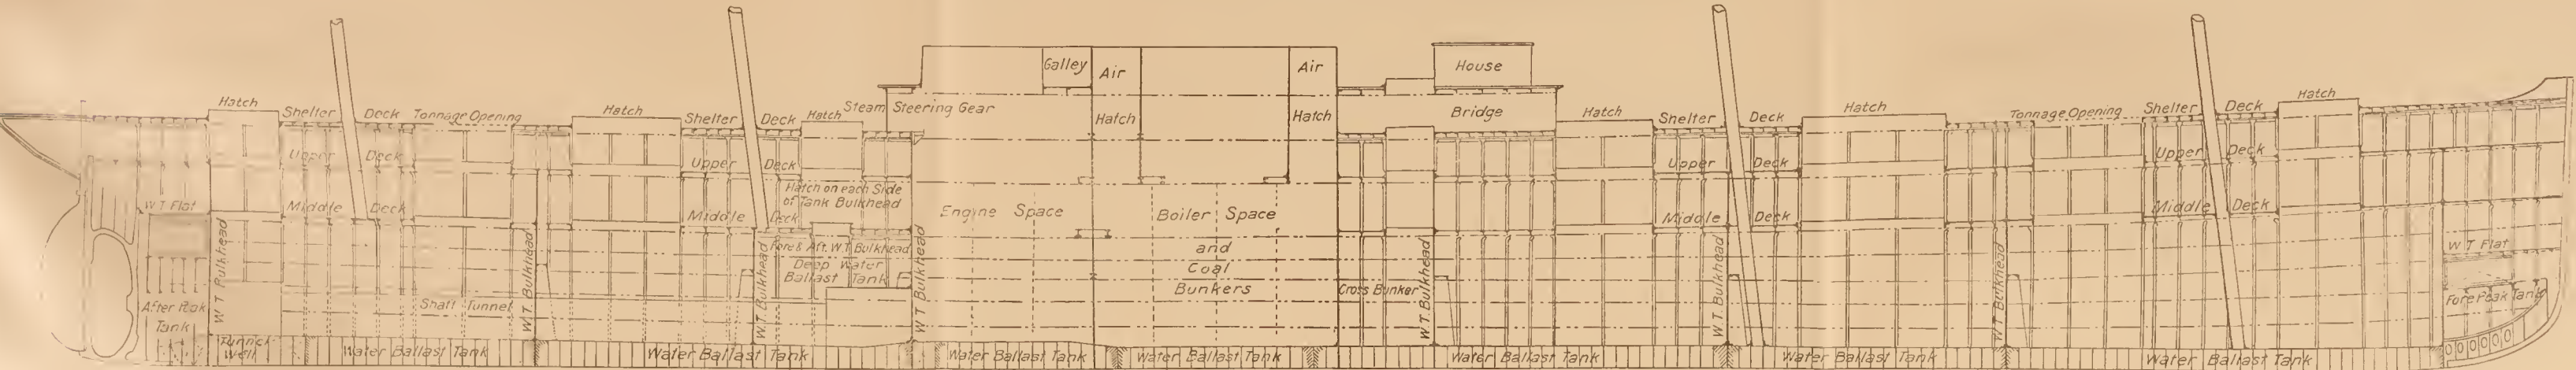 Galley
Air
Air
House
Hatch
Shelter
Deck
Tonnage Opening
Hatch
Shelter
Deck
Hatch
Steam Steering Gear
Hatch
Hatch
Bridge
Hatch
Shelter
Deck
Hatch
Tonnage Opening
Shelter
Deck
Hatch
Upper
Deck
Upper
Deck
Upper
Deck
Upper
Deck
Hatch on each Side
of Tank Bulkhead
W T Flat
Middle
Deck
Middle
Deck
Engine Space
Boiler Space
and
Coal
Bunkers
Middle
Deck
Middle
Deck
W T Flat
Fore & Aft. W.T. Bulkhead
Deep Water
Ballast Tank
W T Bulkhead
W.T. Bulkhead
W.T. Bulkhead
W.T. Bulkhead
W.T. Bulkhead
W T Bulkhead
W T Bulkhead
Cross Bunker
After Peak
Tank
Shaft Tunnel
Fore Peak Tank
Tunnel
Well
Water Ballast Tank
Water Ballast Tank
Water Ballast Tank
Water Ballast Tank
Water Ballast Tank
Water Ballast Tank
Water Ballast Tank